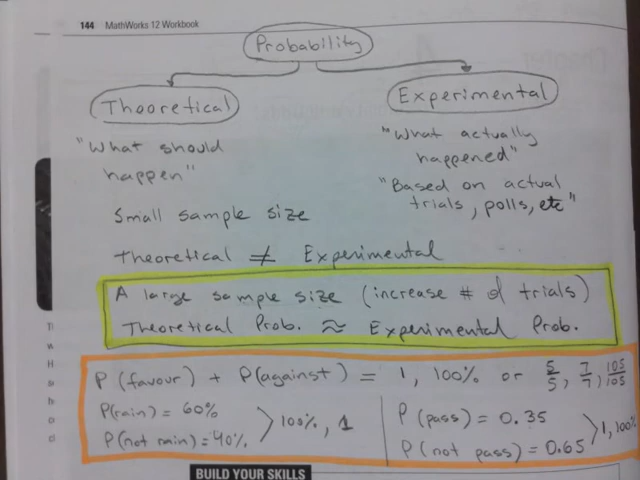 144 MathWorks 12 Workbook
Probability
Thooretical
Experimental
"What should
happen"
"What actually
happened"
"Based on actual
trials, polls, etc"
Small sample size
Theoretical ≠ Experimental
A large sample size (increase # of trials)
Theoretical Prob. ≈ Experimental Prob.
P(favour) + P(against) = 1, 100% or 5/5, 7/7, 105/105
P(rain) = 60%
P(not rain) = 40%
> 100%, 1
P(pass) = 0.35
P(not pass) = 0.65
> 1, 100%
BUILD YOUR SKILLS